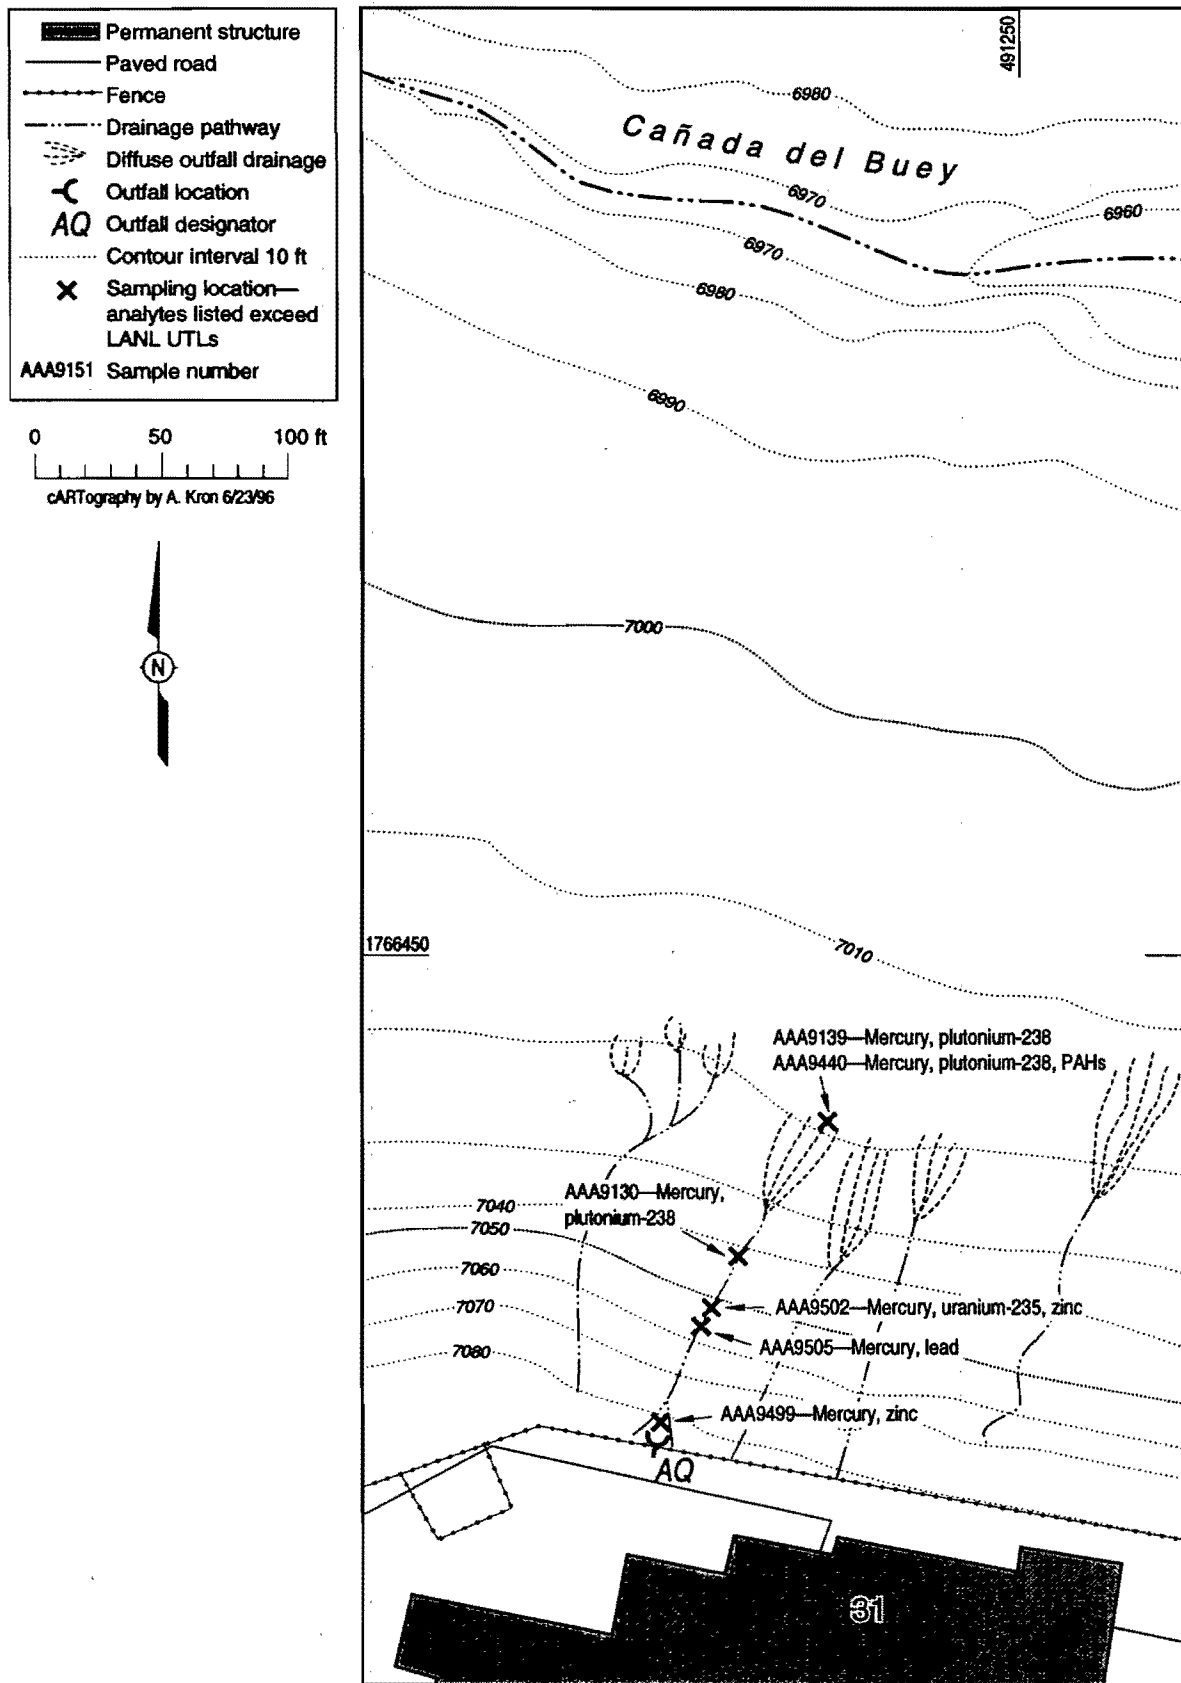 Permanent structure
Paved road
Fence
Drainage pathway
Diffuse outfall drainage
Outfall location
AQ Outfall designator
Contour interval 10 ft
Sampling location—
analytes listed exceed
LANL UTLs
AAA9151 Sample number
0 50 100 ft
cARTography by A. Kron 6/23/96
N
491250
6980
Cañada del Buey
6970
6960
6970
6980
6990
7000
7010
1766450
AAA9139—Mercury, plutonium-238
AAA9440—Mercury, plutonium-238, PAHs
AAA9130—Mercury,
plutonium-238
7040
7050
7060
7070
7080
AAA9502—Mercury, uranium-235, zinc
AAA9505—Mercury, lead
AAA9499—Mercury, zinc
AQ
31